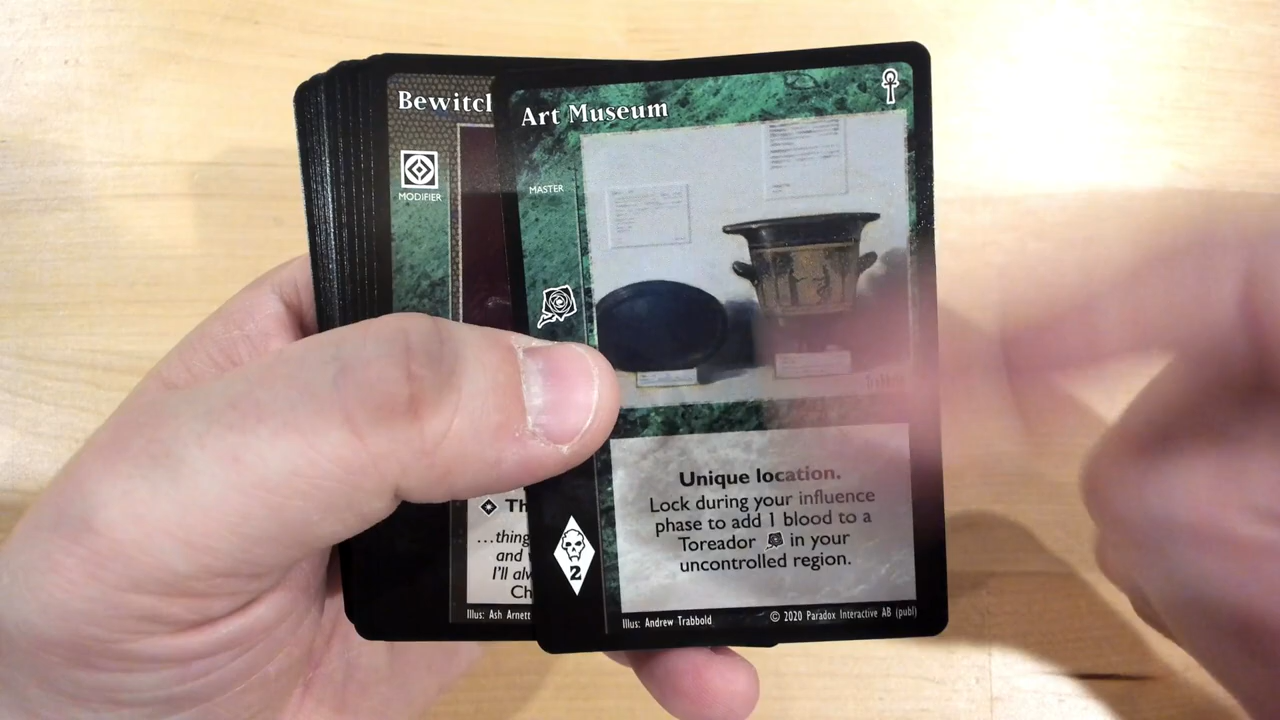 Bewitch
MODIFIER
Th
…thing
and
I'll alw
Ch
Illus: Ash Arnett
Art Museum
MASTER
2
Unique location.
Lock during your influence
phase to add 1 blood to a
Toreador in your
uncontrolled region.
Illus: Andrew Trabbold
© 2020 Paradox Interactive AB (publ)